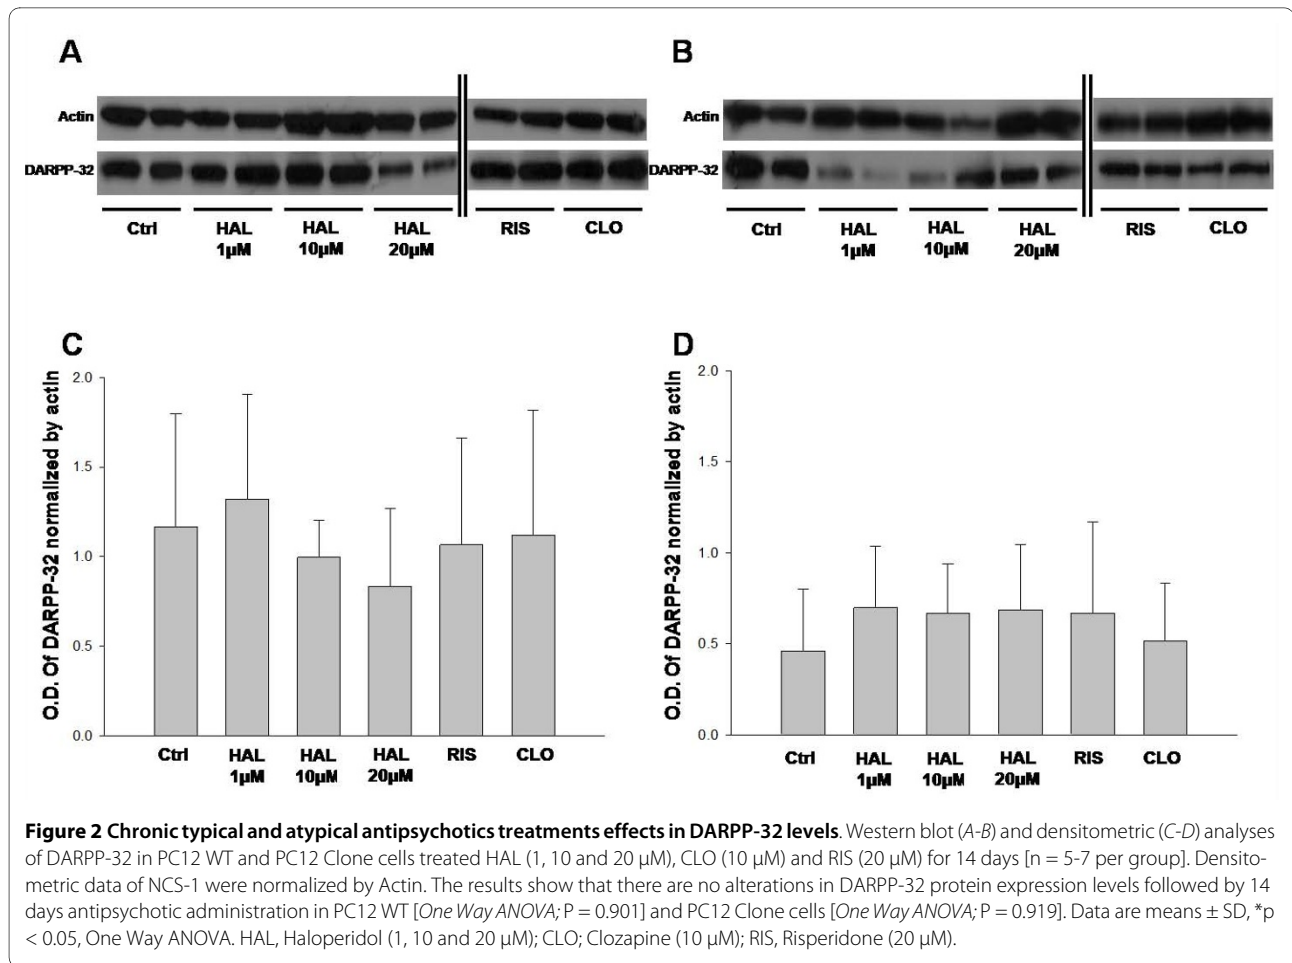 A
B
Actin
DARPP-32
Ctrl HAL 1µM HAL 10µM HAL 20µM RIS CLO
Actin
DARPP-32
Ctrl HAL 1µM HAL 10µM HAL 20µM RIS CLO
C
O.D. Of DARPP-32 normalized by actin
2.0
1.5
1.0
0.5
0.0
Ctrl HAL 1µM HAL 10µM HAL 20µM RIS CLO
D
O.D. Of DARPP-32 normalized by actin
2.0
1.5
1.0
0.5
0.0
Ctrl HAL 1µM HAL 10µM HAL 20µM RIS CLO
Figure 2 Chronic typical and atypical antipsychotics treatments effects in DARPP-32 levels. Western blot (A-B) and densitometric (C-D) analyses
of DARPP-32 in PC12 WT and PC12 Clone cells treated HAL (1, 10 and 20 µM), CLO (10 µM) and RIS (20 µM) for 14 days [n = 5-7 per group]. Densito-
metric data of NCS-1 were normalized by Actin. The results show that there are no alterations in DARPP-32 protein expression levels followed by 14
days antipsychotic administration in PC12 WT [One Way ANOVA; P = 0.901] and PC12 Clone cells [One Way ANOVA; P = 0.919]. Data are means ± SD, *p
< 0.05, One Way ANOVA. HAL, Haloperidol (1, 10 and 20 µM); CLO; Clozapine (10 µM); RIS, Risperidone (20 µM).